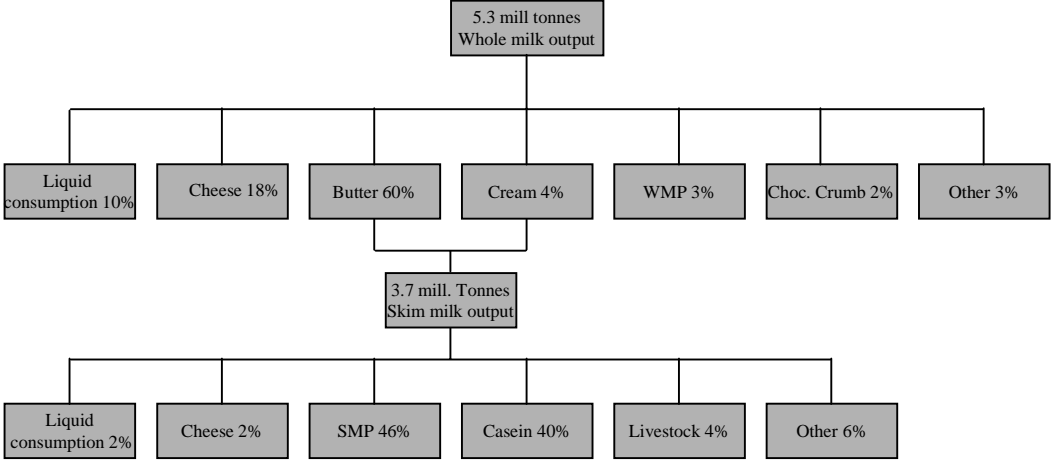 5.3 mill tonnes
Whole milk output
Liquid
consumption 10%
Cheese 18%
Butter 60%
Cream 4%
WMP 3%
Choc. Crumb 2%
Other 3%
3.7 mill. Tonnes
Skim milk output
Liquid
consumption 2%
Cheese 2%
SMP 46%
Casein 40%
Livestock 4%
Other 6%